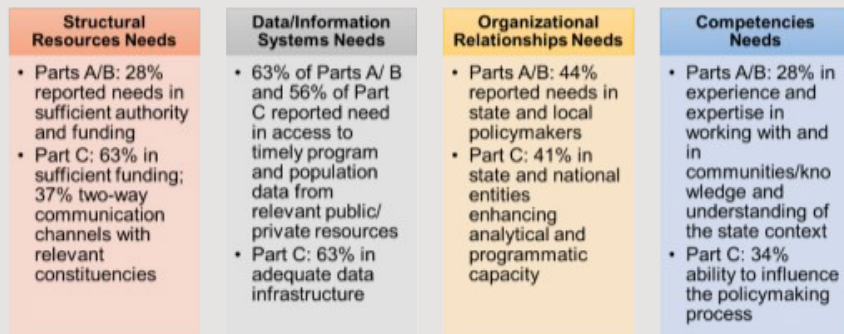 Structural
Resources Needs
• Parts A/B: 28%
reported needs in
sufficient authority
and funding
• Part C: 63% in
sufficient funding;
37% two-way
communication
channels with
relevant
constituencies
Data/Information
Systems Needs
• 63% of Parts A/ B
and 56% of Part
C reported need
in access to
timely program
and population
data from
relevant public/
private resources
• Part C: 63% in
adequate data
infrastructure
Organizational
Relationships Needs
• Parts A/B: 44%
reported needs in
state and local
policymakers
• Part C: 41% in
state and national
entities
enhancing
analytical and
programmatic
capacity
Competencies
Needs
• Parts A/B: 28% in
experience and
expertise in
working with and
in
communities/kno
wledge and
understanding of
the state context
• Part C: 34%
ability to influence
the policymaking
process